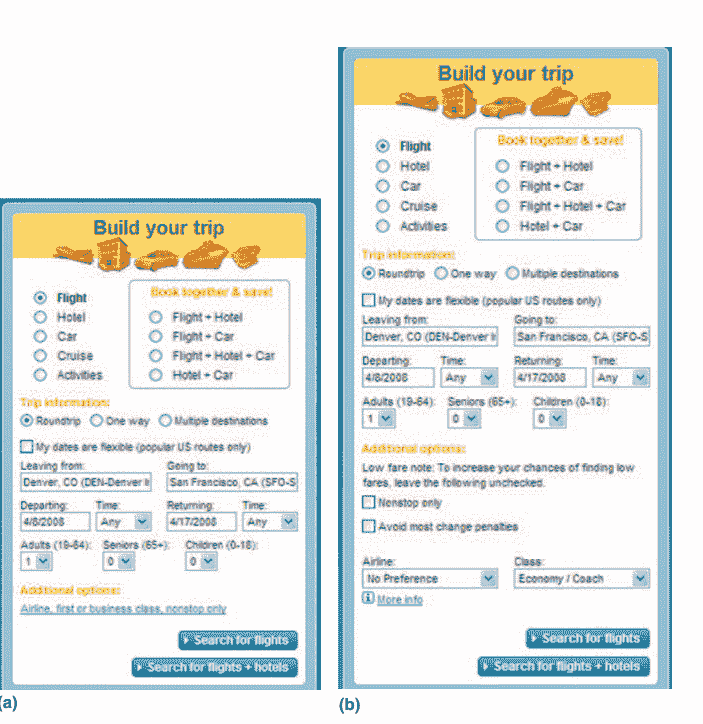 Build your trip
Flight
Hotel
Car
Cruise
Activities
Book together & save!
Flight + Hotel
Flight + Car
Flight + Hotel + Car
Hotel + Car
Trip information:
Roundtrip One way Multiple destinations
My dates are flexible (popular US routes only)
Leaving from: Going to:
Denver, CO (DEN-Denver I San Francisco, CA (SFO-S
Departing: Time: Returning: Time:
4/8/2008 Any 4/17/2008 Any
Adults (19-64): Seniors (65+): Children (0-18):
1 0 0
Additional options:
Airline, first or business class, nonstop only
Search for flights
Search for flights + hotels
(a)
Build your trip
Flight
Hotel
Car
Cruise
Activities
Book together & save!
Flight + Hotel
Flight + Car
Flight + Hotel + Car
Hotel + Car
Trip information:
Roundtrip One way Multiple destinations
My dates are flexible (popular US routes only)
Leaving from: Going to:
Denver, CO (DEN-Denver I San Francisco, CA (SFO-S
Departing: Time: Returning: Time:
4/8/2008 Any 4/17/2008 Any
Adults (19-64): Seniors (65+): Children (0-18):
1 0 0
Additional options:
Low fare note: To increase your chances of finding low
fares, leave the following unchecked.
Nonstop only
Avoid most change penalties
Airline: Class:
No Preference Economy / Coach
More info
Search for flights
Search for flights + hotels
(b)